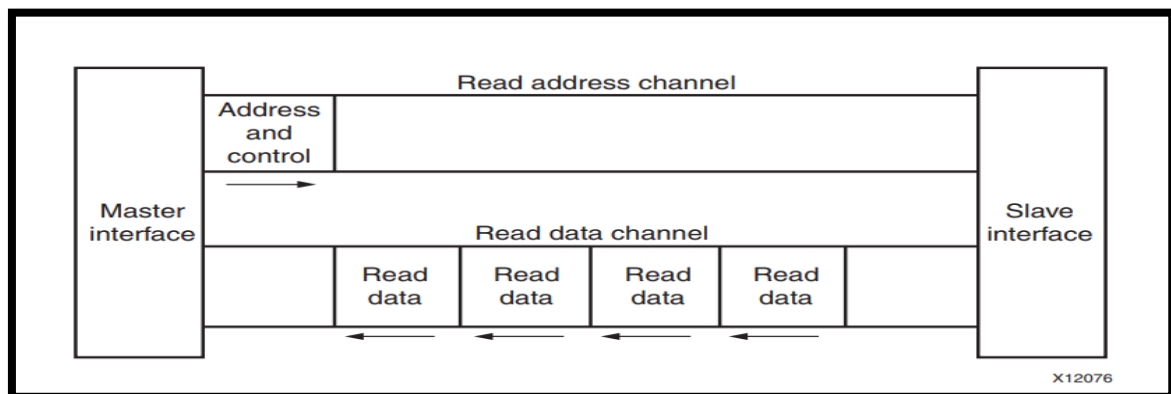 Read address channel
Address
and
control
Master
interface
Slave
interface
Read data channel
Read
data
Read
data
Read
data
Read
data
X12076